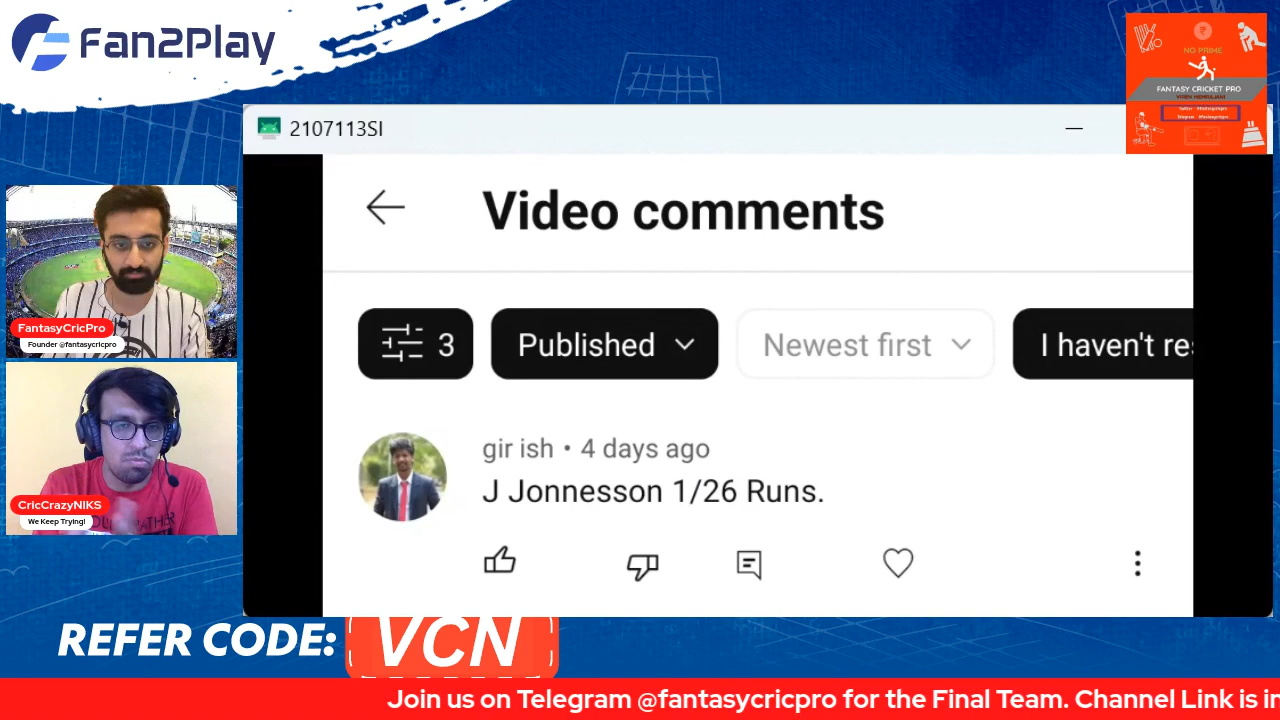 Fan2Play
2107113SI
NO PRIME
FANTASY CRICKET PRO
VIREN HEMRAJANI
Video comments
3
Published
Newest first
I haven't res
gir ish • 4 days ago
J Jonnesson 1/26 Runs.
FantasyCricPro
Founder @fantasycricpro
CricCrazyNIKS
We Keep Trying!
REFER CODE:
VCN
Join us on Telegram @fantasycricpro for the Final Team. Channel Link is in